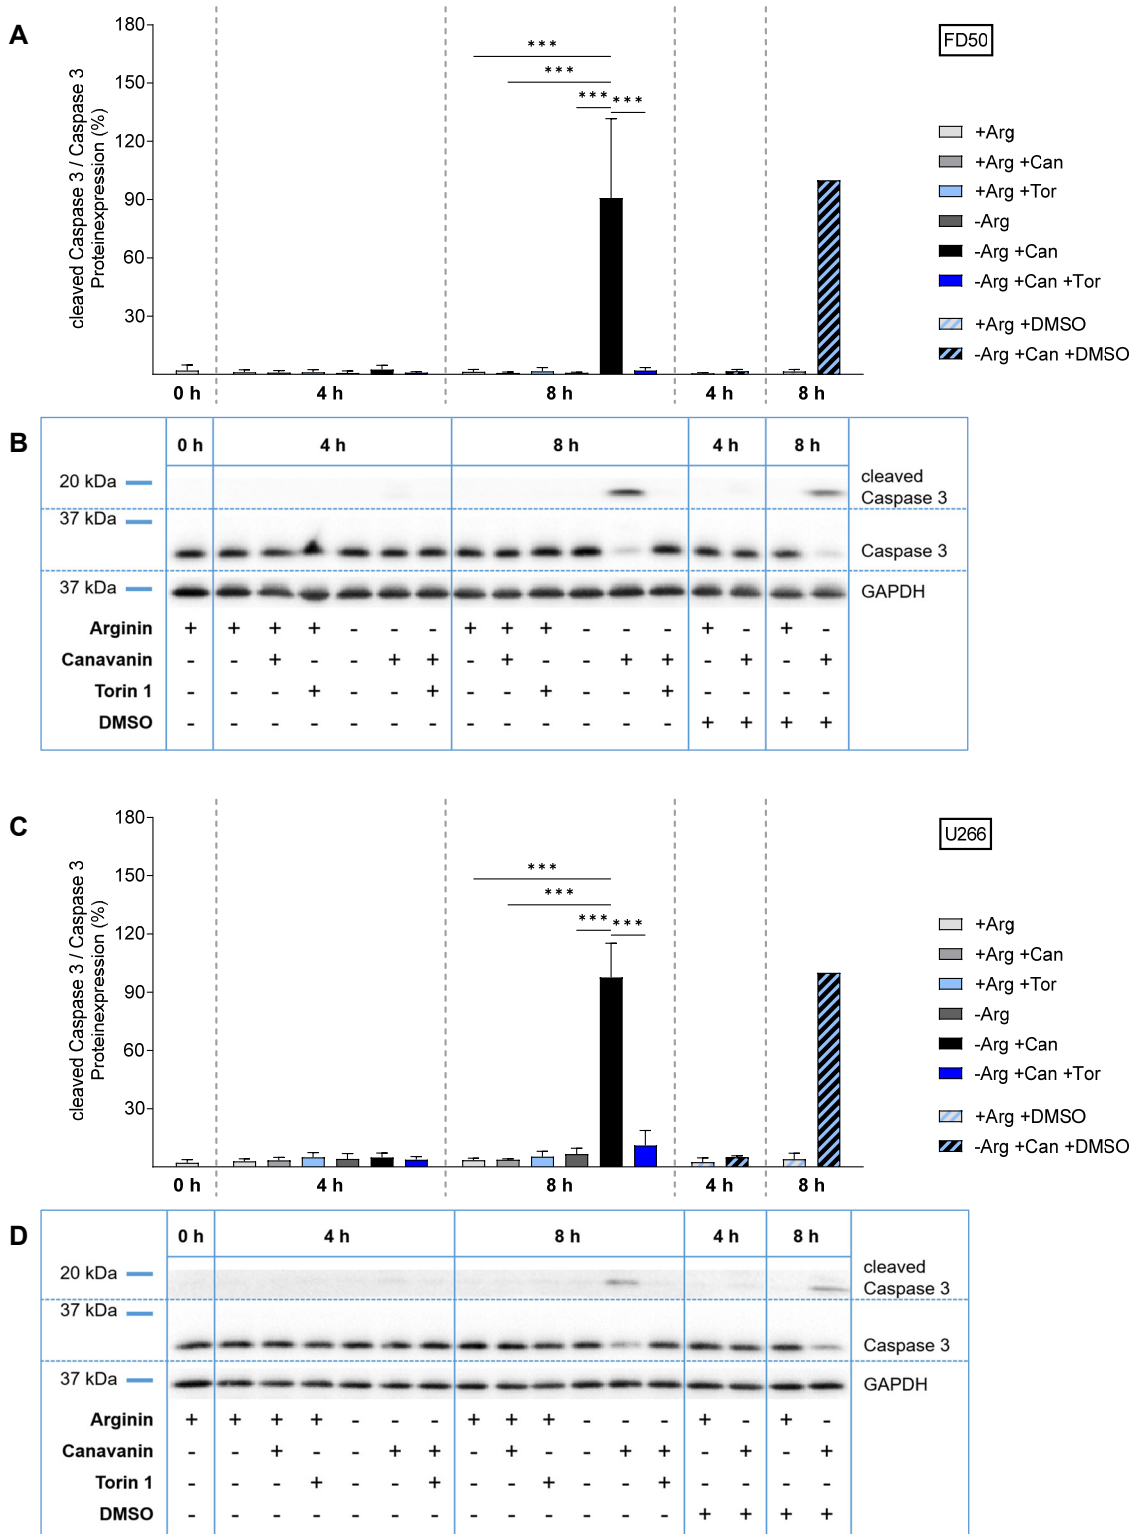 A
180
150
120
90
60
30
cleaved Caspase 3 / Caspase 3
Proteinexpression (%)
***
***
*** ***
0 h 4 h 8 h 4 h 8 h
FD50
+Arg
+Arg +Can
+Arg +Tor
-Arg
-Arg +Can
-Arg +Can +Tor
+Arg +DMSO
-Arg +Can +DMSO
B
0 h 4 h 8 h 4 h 8 h
20 kDa cleaved
Caspase 3
37 kDa
Caspase 3
37 kDa GAPDH
Arginin + + + + - - - + + + - - - + - + -
Canavanin - - + - - + + - + - - + + - + - +
Torin 1 - - - + - - + - - + - - + - - - -
DMSO - - - - - - - - - - - - - + + + +
C
180
150
120
90
60
30
cleaved Caspase 3 / Caspase 3
Proteinexpression (%)
***
***
*** ***
0 h 4 h 8 h 4 h 8 h
U266
+Arg
+Arg +Can
+Arg +Tor
-Arg
-Arg +Can
-Arg +Can +Tor
+Arg +DMSO
-Arg +Can +DMSO
D
0 h 4 h 8 h 4 h 8 h
20 kDa cleaved
Caspase 3
37 kDa
Caspase 3
37 kDa GAPDH
Arginin + + + + - - - + + + - - - + - + -
Canavanin - - + - - + + - + - - + + - + - +
Torin 1 - - - + - - + - - + - - + - - - -
DMSO - - - - - - - - - - - - - + + + +